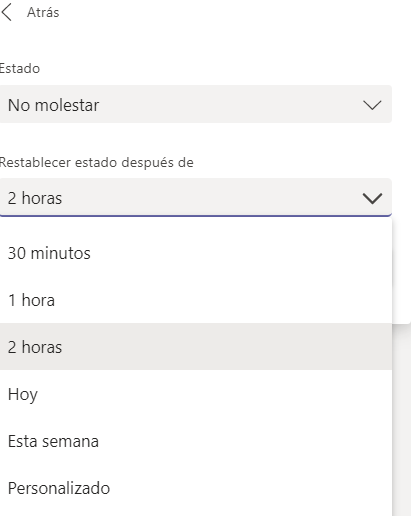 Atrás
Estado
No molestar
Restablecer estado después de
2 horas
30 minutos
1 hora
2 horas
Hoy
Esta semana
Personalizado